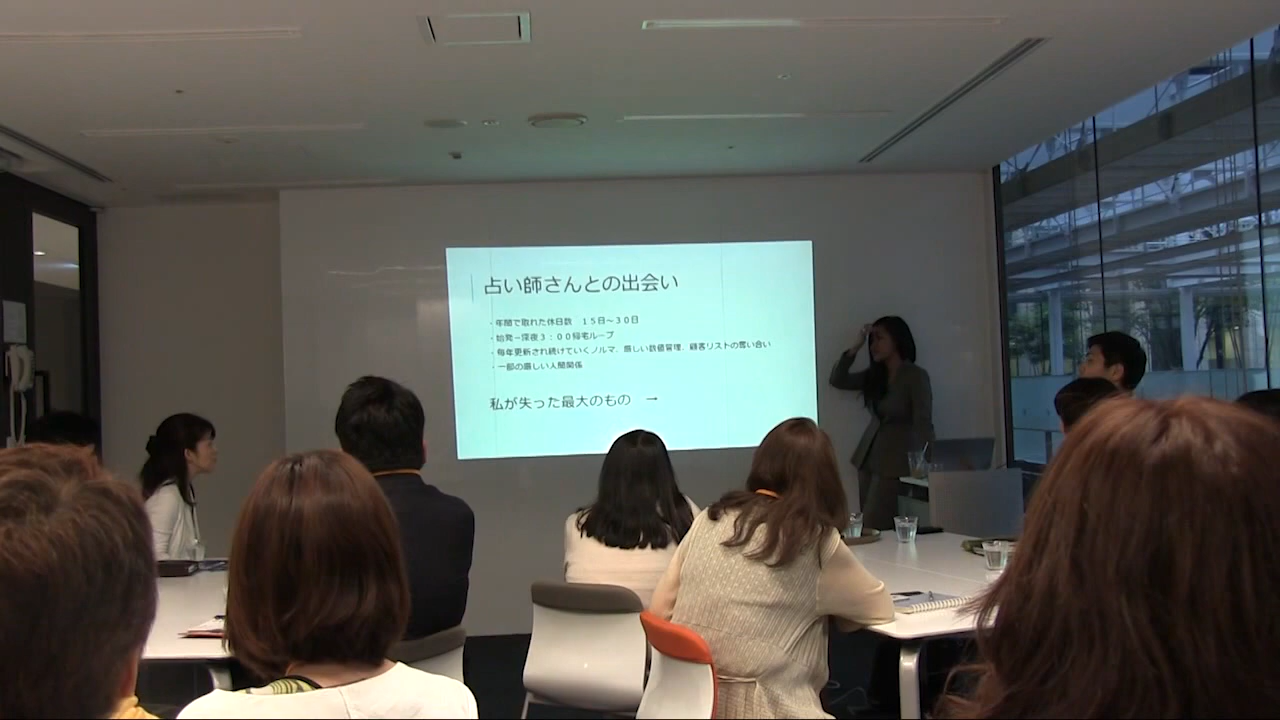 占い師さんとの出会い
・年間で取れた休日数　１５日～３０日
・始発－深夜３：００帰宅ループ
・毎年更新され続けていくノルマ、厳しい数値管理、顧客リストの奪い合い
・一部の厳しい人間関係
私が失った最大のもの　→